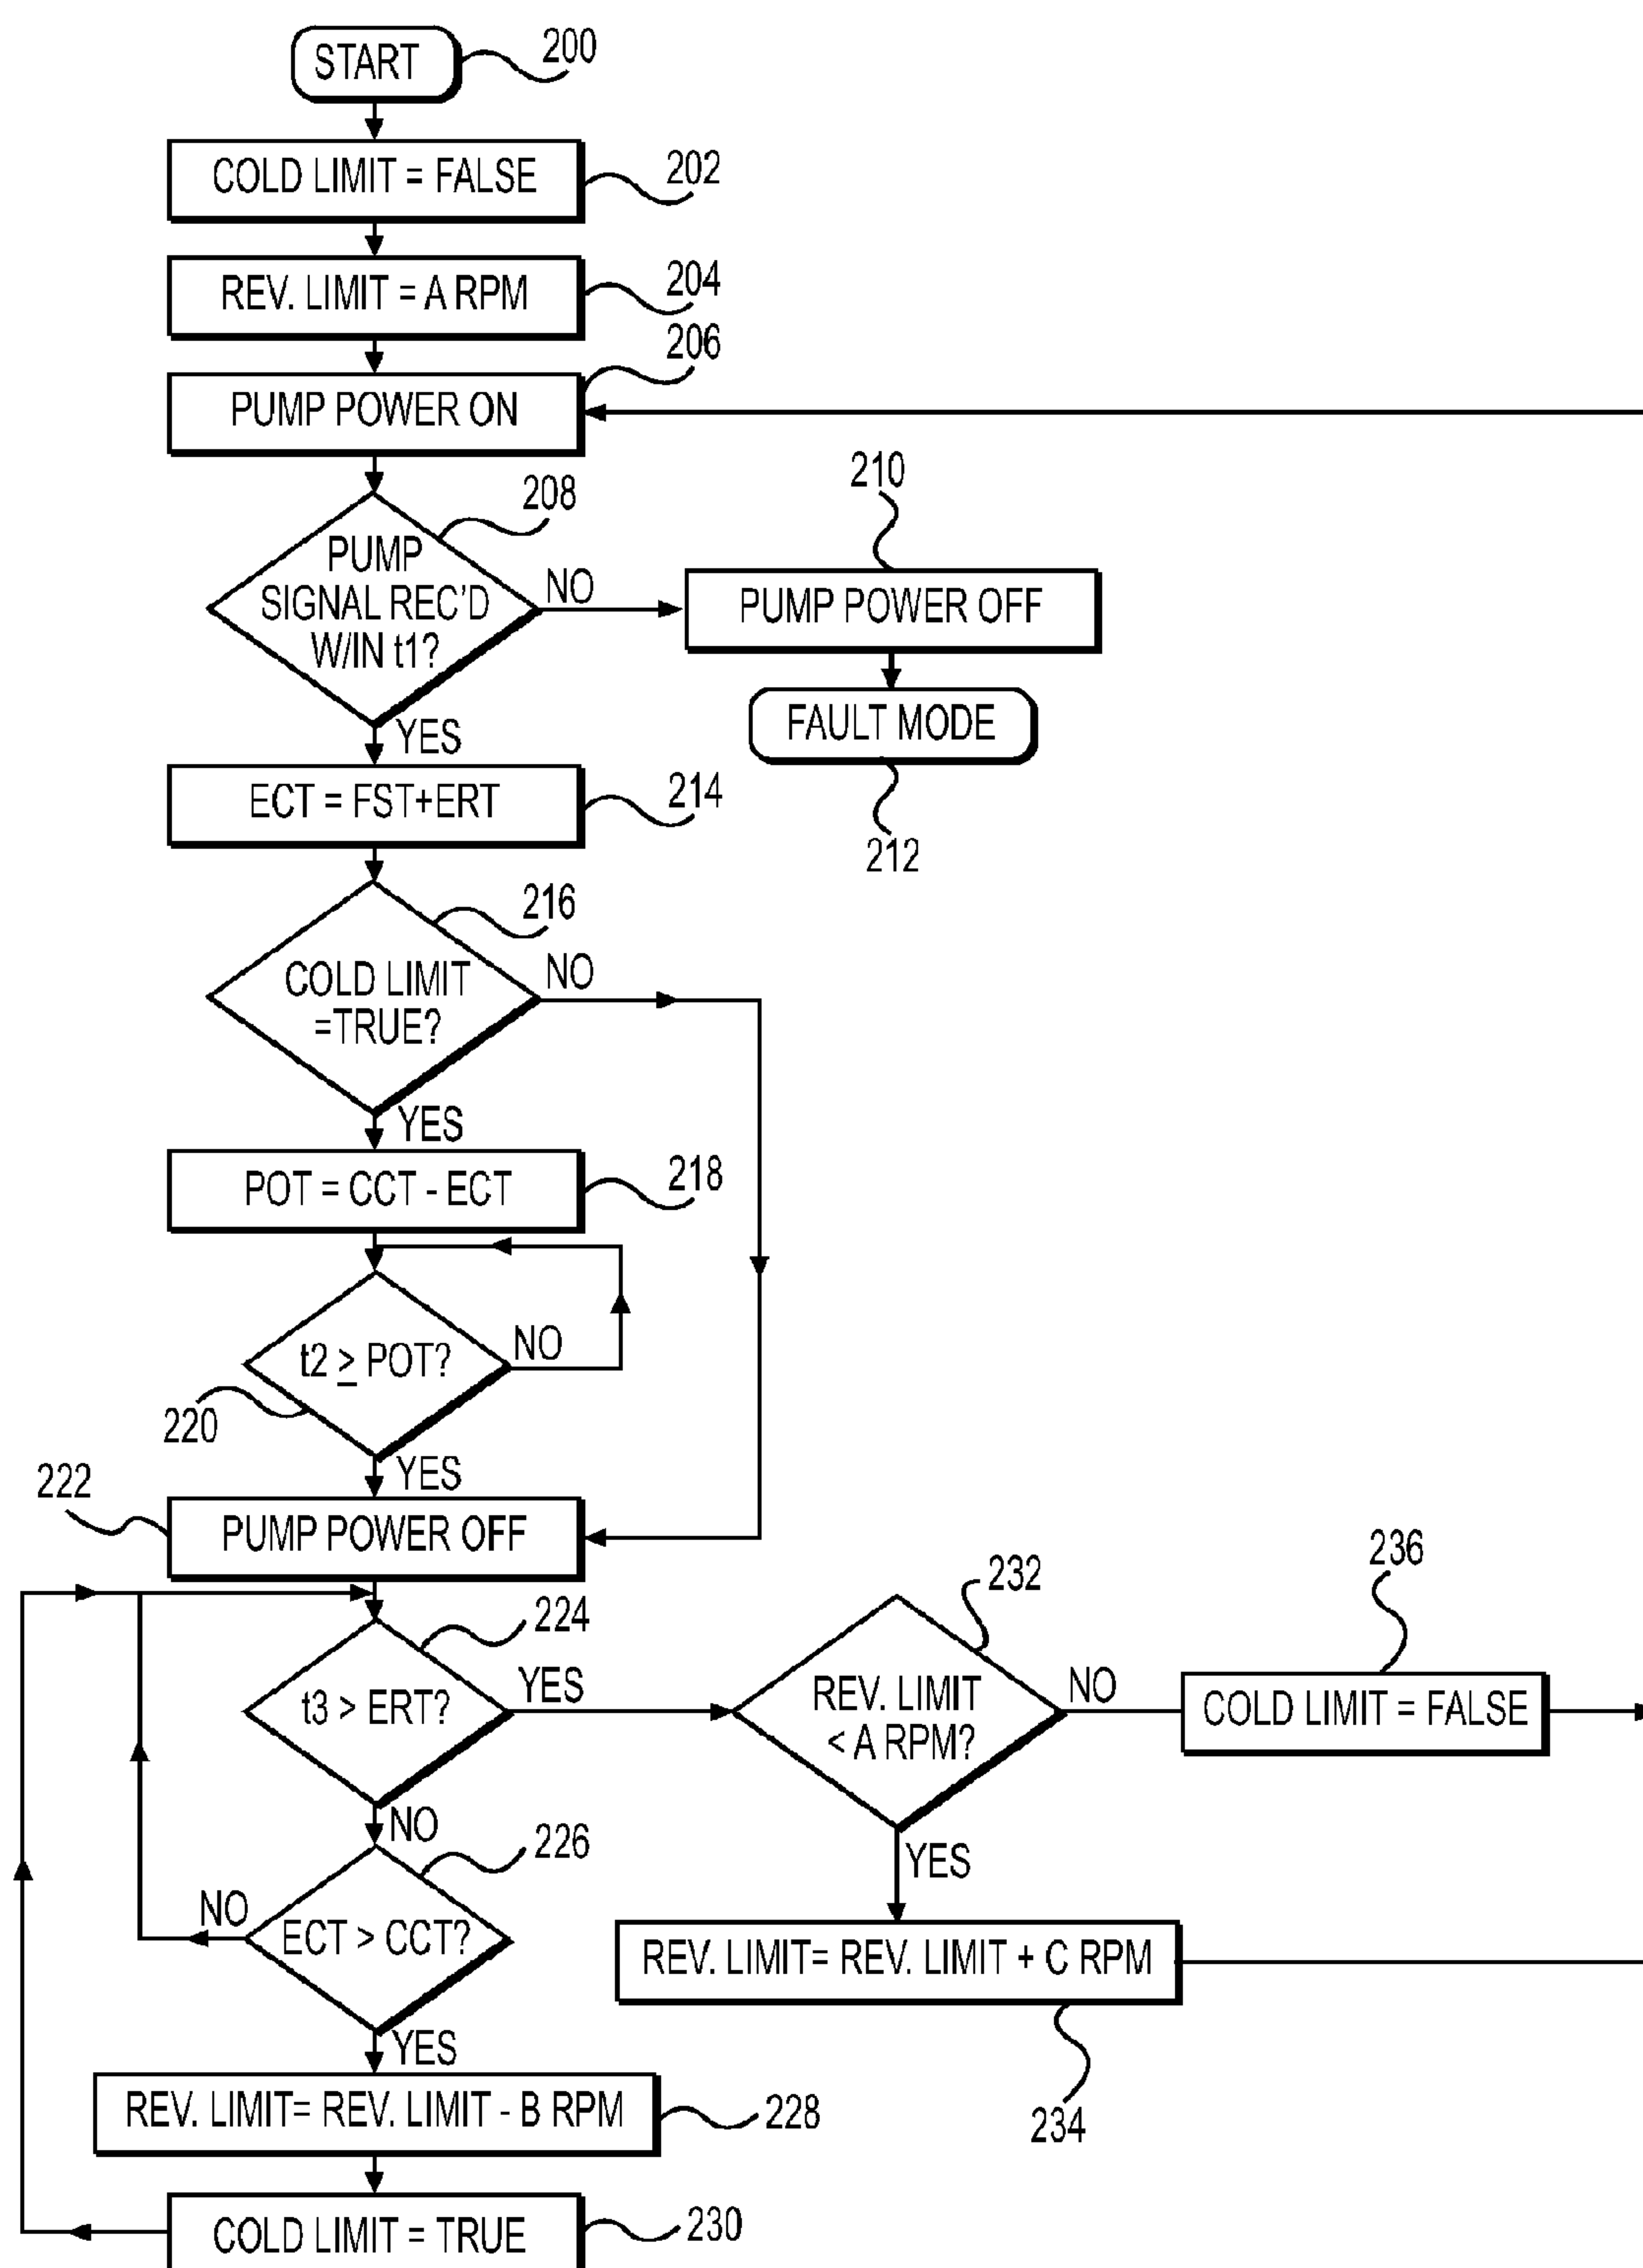 START
200
COLD LIMIT = FALSE
202
REV. LIMIT = A RPM
204
206
PUMP POWER ON
208
PUMP
SIGNAL REC'D
W/IN t1?
NO
210
PUMP POWER OFF
YES
FAULT MODE
212
ECT = FST+ERT
214
216
COLD LIMIT
=TRUE?
NO
YES
POT = CCT - ECT
218
t2 ≥ POT?
NO
220
YES
222
PUMP POWER OFF
224
t3 > ERT?
YES
232
REV. LIMIT
< A RPM?
NO
236
COLD LIMIT = FALSE
NO
226
ECT > CCT?
NO
YES
REV. LIMIT= REV. LIMIT + C RPM
234
YES
REV. LIMIT= REV. LIMIT - B RPM
228
COLD LIMIT = TRUE
230